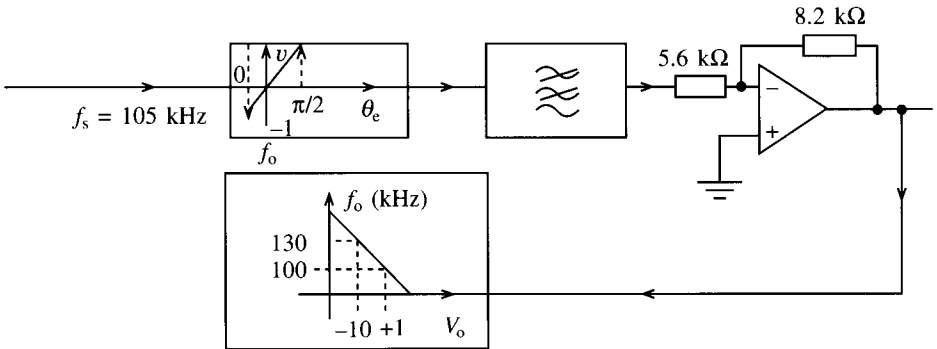 8.2 kΩ
5.6 kΩ
0
v
π/2
θe
−1
fs = 105 kHz
fo
−
+
fo (kHz)
130
100
−10 +1
Vo